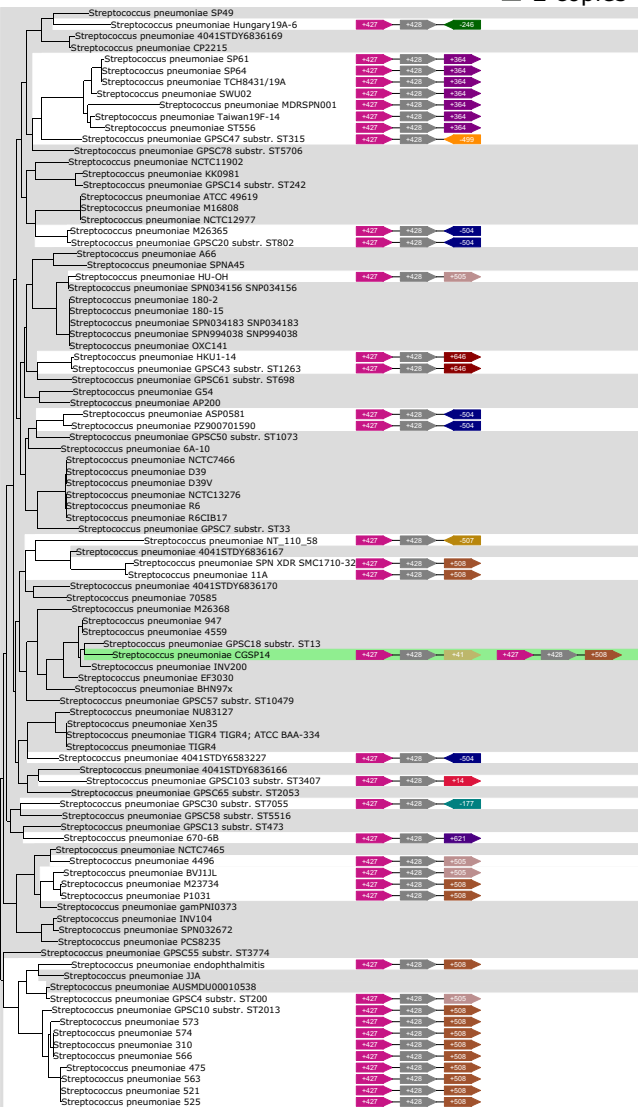 2 copies
Streptococcus pneumoniae SP49
Streptococcus pneumoniae Hungary19A-6 +427 +428 -246
Streptococcus pneumoniae 4041STDY6836169
Streptococcus pneumoniae CP2215
Streptococcus pneumoniae SP61 +427 +428 +364
Streptococcus pneumoniae SP64 +427 +428 +364
Streptococcus pneumoniae TCH8431/19A +427 +428 +364
Streptococcus pneumoniae SWU02 +427 +428 +364
Streptococcus pneumoniae MDRSPN001 +427 +428 +364
Streptococcus pneumoniae Taiwan19F-14 +427 +428 +364
Streptococcus pneumoniae ST556 +427 +428 +364
Streptococcus pneumoniae GPSC47 substr. ST315 +427 +428 -499
Streptococcus pneumoniae GPSC78 substr. ST5706
Streptococcus pneumoniae NCTC11902
Streptococcus pneumoniae KK0981
Streptococcus pneumoniae GPSC14 substr. ST242
Streptococcus pneumoniae ATCC 49619
Streptococcus pneumoniae M16808
Streptococcus pneumoniae NCTC12977
Streptococcus pneumoniae M26365 +427 +428 -504
Streptococcus pneumoniae GPSC20 substr. ST802 +427 +428 -504
Streptococcus pneumoniae A66
Streptococcus pneumoniae SPNA45
Streptococcus pneumoniae HU-OH +427 +428 +505
Streptococcus pneumoniae SPN034156 SNP034156
Streptococcus pneumoniae 180-2
Streptococcus pneumoniae 180-15
Streptococcus pneumoniae SPN034183 SNP034183
Streptococcus pneumoniae SPN994038 SNP994038
Streptococcus pneumoniae OXC141
Streptococcus pneumoniae HKU1-14 +427 +428 +646
Streptococcus pneumoniae GPSC43 substr. ST1263 +427 +428 +646
Streptococcus pneumoniae GPSC61 substr. ST698
Streptococcus pneumoniae G54
Streptococcus pneumoniae AP200
Streptococcus pneumoniae ASP0581 +427 +428 -504
Streptococcus pneumoniae PZ900701590 +427 +428 -504
Streptococcus pneumoniae GPSC50 substr. ST1073
Streptococcus pneumoniae 6A-10
Streptococcus pneumoniae NCTC7466
Streptococcus pneumoniae D39
Streptococcus pneumoniae D39V
Streptococcus pneumoniae NCTC13276
Streptococcus pneumoniae R6
Streptococcus pneumoniae R6CIB17
Streptococcus pneumoniae GPSC7 substr. ST33
Streptococcus pneumoniae NT_110_58 +427 +428 -507
Streptococcus pneumoniae 4041STDY6836167
Streptococcus pneumoniae SPN XDR SMC1710-32 +427 +428 +508
Streptococcus pneumoniae 11A +427 +428 +508
Streptococcus pneumoniae 4041STDY6836170
Streptococcus pneumoniae 70585
Streptococcus pneumoniae M26368
Streptococcus pneumoniae 947
Streptococcus pneumoniae 4559
Streptococcus pneumoniae GPSC18 substr. ST13
Streptococcus pneumoniae CGSP14 +427 +428 +41 +427 +428 +508
Streptococcus pneumoniae INV200
Streptococcus pneumoniae EF3030
Streptococcus pneumoniae BHN97x
Streptococcus pneumoniae GPSC57 substr. ST10479
Streptococcus pneumoniae NU83127
Streptococcus pneumoniae Xen35
Streptococcus pneumoniae TIGR4 TIGR4; ATCC BAA-334
Streptococcus pneumoniae TIGR4
Streptococcus pneumoniae 4041STDY6583227 +427 +428 -504
Streptococcus pneumoniae 4041STDY6836166
Streptococcus pneumoniae GPSC103 substr. ST3407 +427 +428 +14
Streptococcus pneumoniae GPSC65 substr. ST2053
Streptococcus pneumoniae GPSC30 substr. ST7055 +427 +428 -177
Streptococcus pneumoniae GPSC58 substr. ST5516
Streptococcus pneumoniae GPSC13 substr. ST473
Streptococcus pneumoniae 670-6B +427 +428 +621
Streptococcus pneumoniae NCTC7465
Streptococcus pneumoniae 4496 +427 +428 +505
Streptococcus pneumoniae BVJ1JL +427 +428 +505
Streptococcus pneumoniae M23734 +427 +428 +508
Streptococcus pneumoniae P1031 +427 +428 +508
Streptococcus pneumoniae gamPNI0373
Streptococcus pneumoniae INV104
Streptococcus pneumoniae SPN032672
Streptococcus pneumoniae PCS8235
Streptococcus pneumoniae GPSC55 substr. ST3774
Streptococcus pneumoniae endophthalmitis +427 +428 +508
Streptococcus pneumoniae JJA
Streptococcus pneumoniae AUSMDU00010538
Streptococcus pneumoniae GPSC4 substr. ST200 +427 +428 +505
Streptococcus pneumoniae GPSC10 substr. ST2013 +427 +428 +508
Streptococcus pneumoniae 573 +427 +428 +508
Streptococcus pneumoniae 574 +427 +428 +508
Streptococcus pneumoniae 310 +427 +428 +508
Streptococcus pneumoniae 566 +427 +428 +508
Streptococcus pneumoniae 475 +427 +428 +508
Streptococcus pneumoniae 563 +427 +428 +508
Streptococcus pneumoniae 521 +427 +428 +508
Streptococcus pneumoniae 525 +427 +428 +508